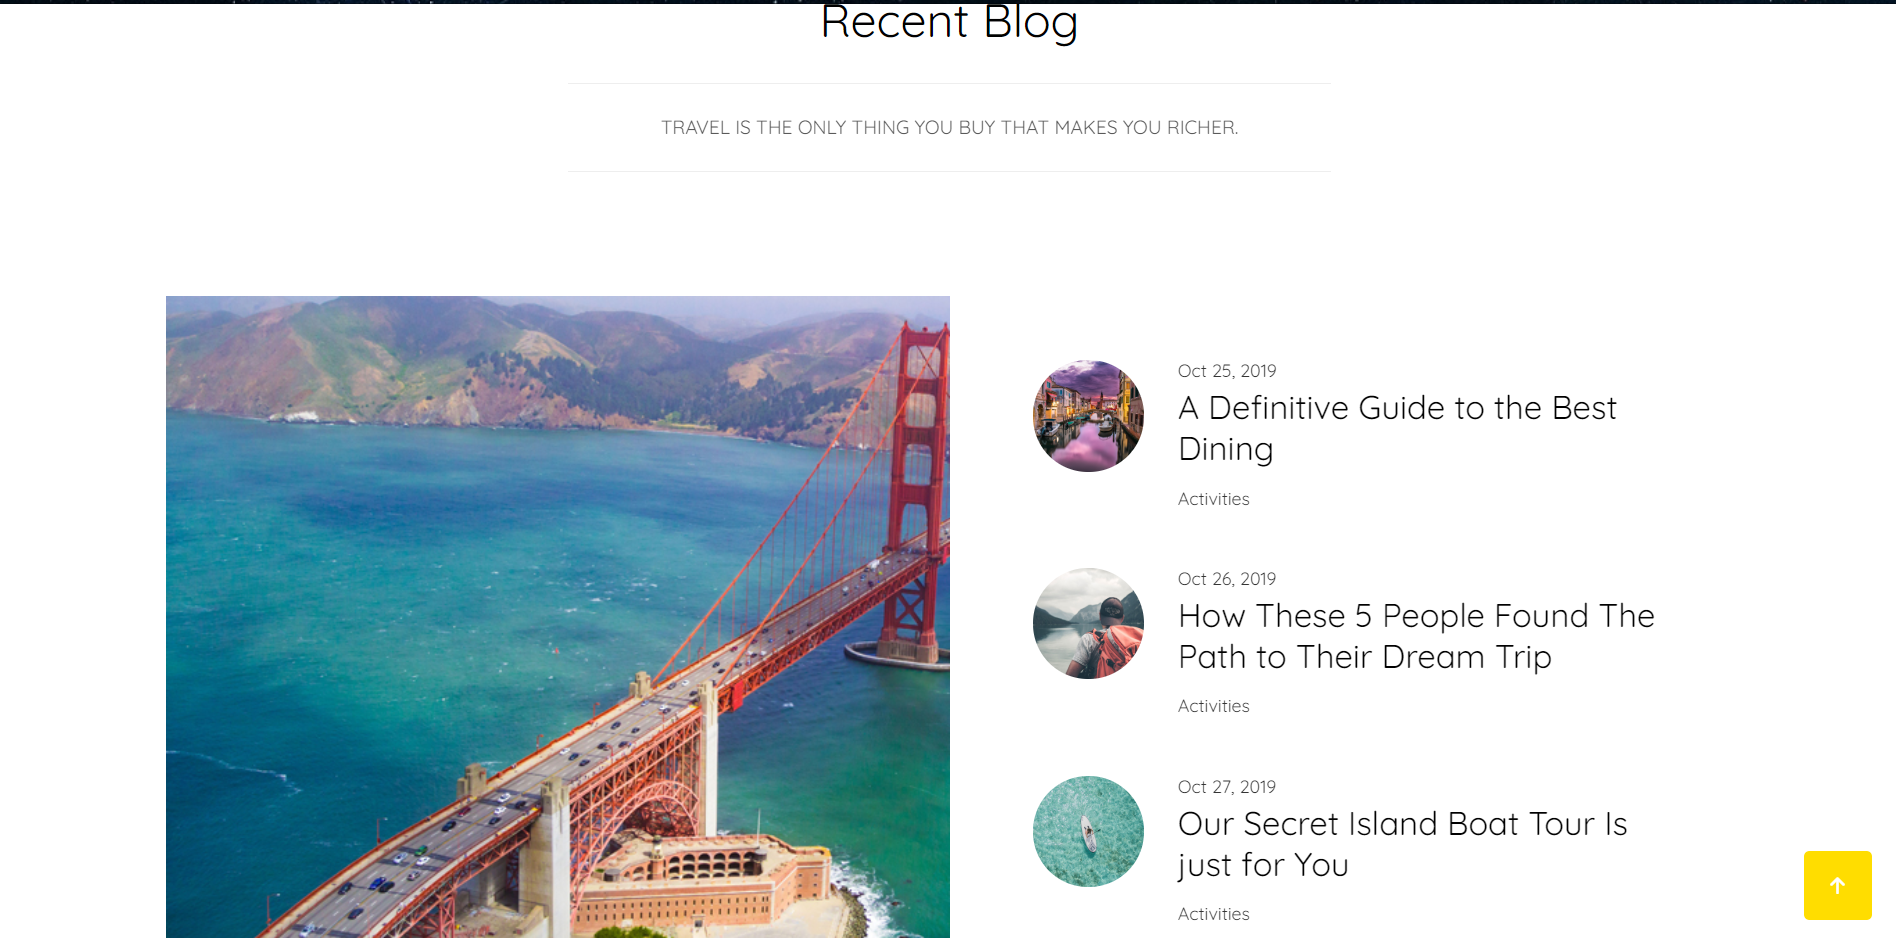 Recent Blog
TRAVEL IS THE ONLY THING YOU BUY THAT MAKES YOU RICHER.
Oct 25, 2019
A Definitive Guide to the Best
Dining
Activities
Oct 26, 2019
How These 5 People Found The
Path to Their Dream Trip
Activities
Oct 27, 2019
Our Secret Island Boat Tour Is
just for You
Activities